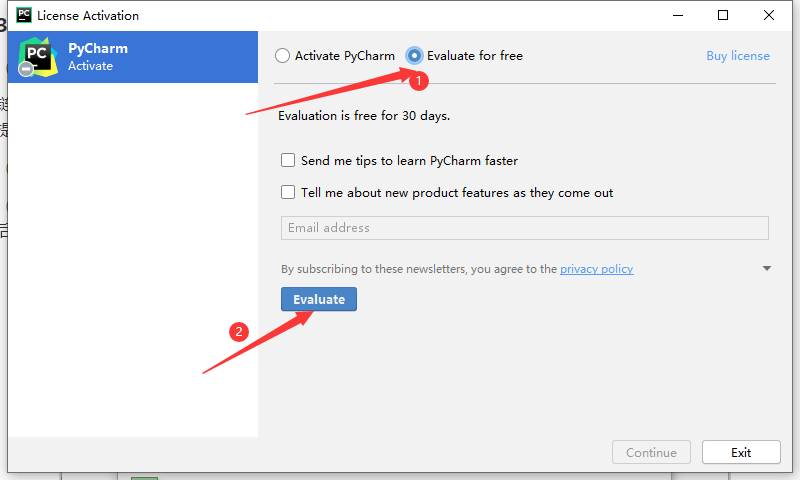 License Activation
PC
PyCharm
Activate
Activate PyCharm
Evaluate for free
Buy license
1
Evaluation is free for 30 days.
Send me tips to learn PyCharm faster
Tell me about new product features as they come out
Email address
By subscribing to these newsletters, you agree to the privacy policy
Evaluate
2
Continue
Exit